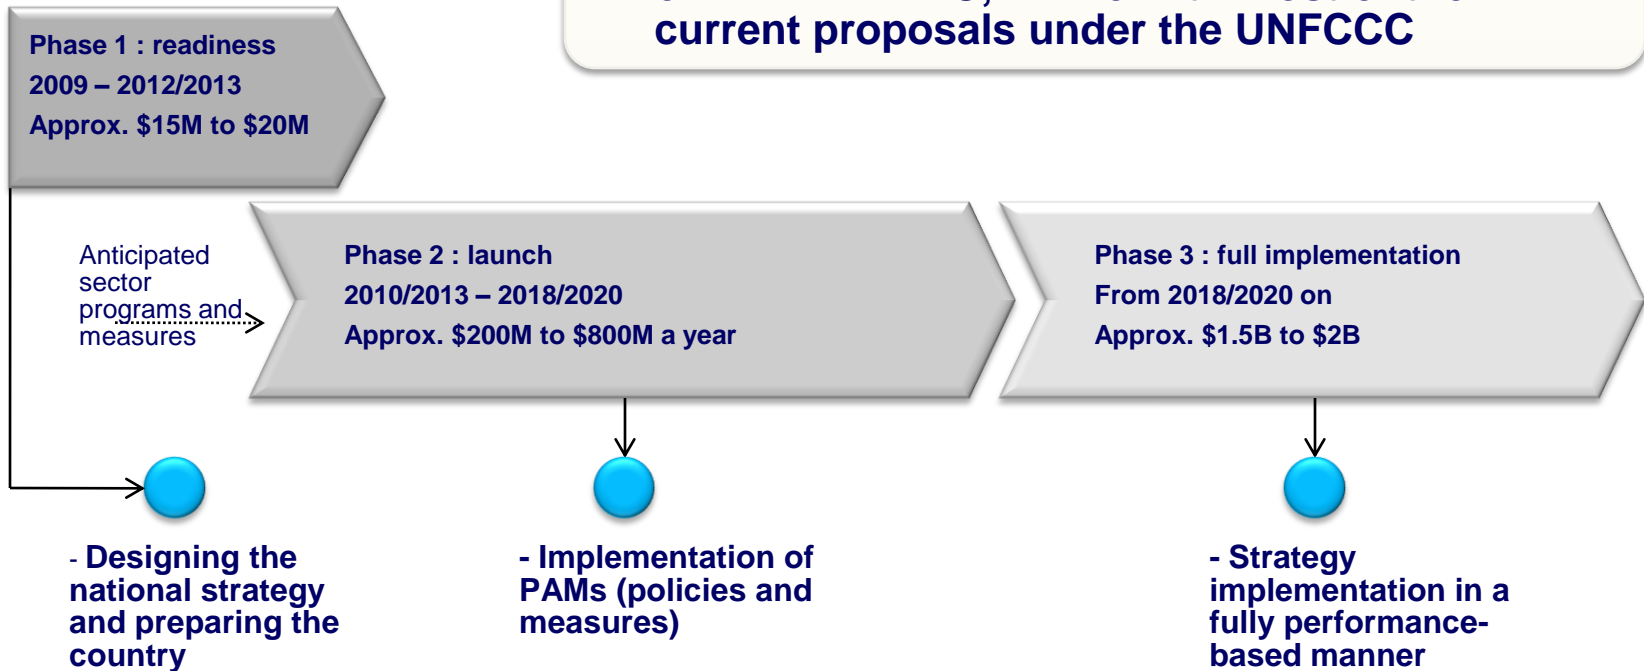 current proposals under the UNFCCC
Phase 1 : readiness
2009 – 2012/2013
Approx. $15M to $20M
Anticipated
sector
programs and
measures
Phase 2 : launch
2010/2013 – 2018/2020
Approx. $200M to $800M a year
Phase 3 : full implementation
From 2018/2020 on
Approx. $1.5B to $2B
- Designing the
national strategy
and preparing the
country
- Implementation of
PAMs (policies and
measures)
- Strategy
implementation in a
fully performance-
based manner